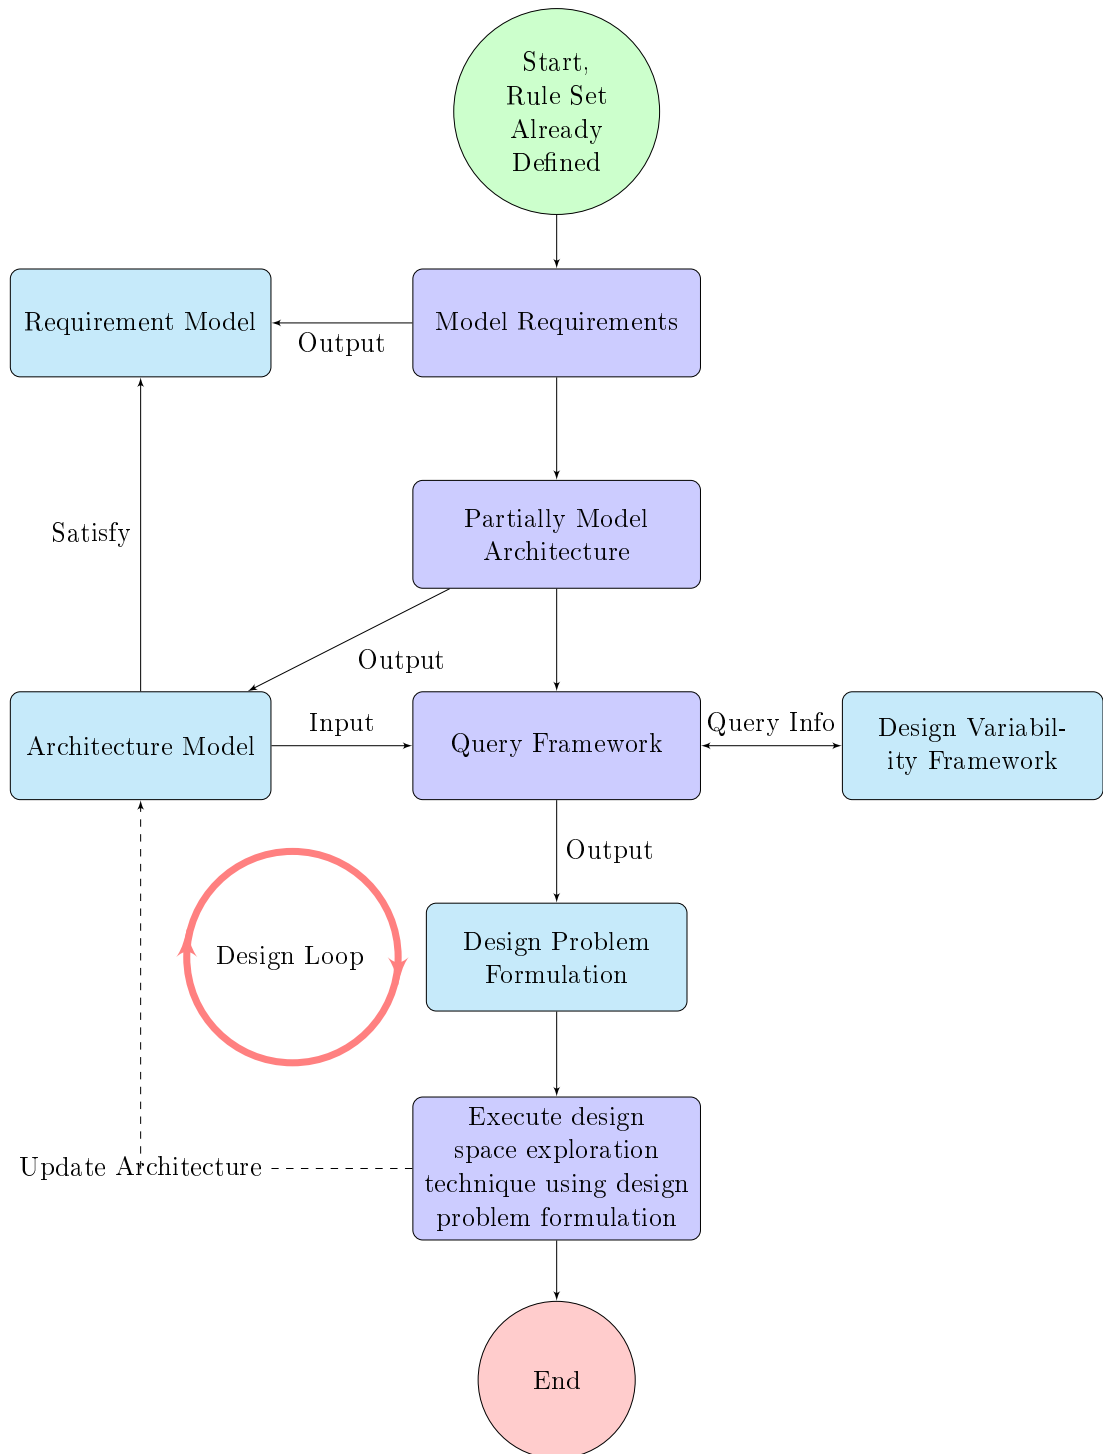 Start,
Rule Set
Already
Defined
Requirement Model
Model Requirements
Output
Partially Model
Architecture
Satisfy
Output
Architecture Model
Input
Query Framework
Query Info
Design Variabil-
ity Framework
Output
Design Loop
Design Problem
Formulation
Update Architecture
Execute design
space exploration
technique using design
problem formulation
End